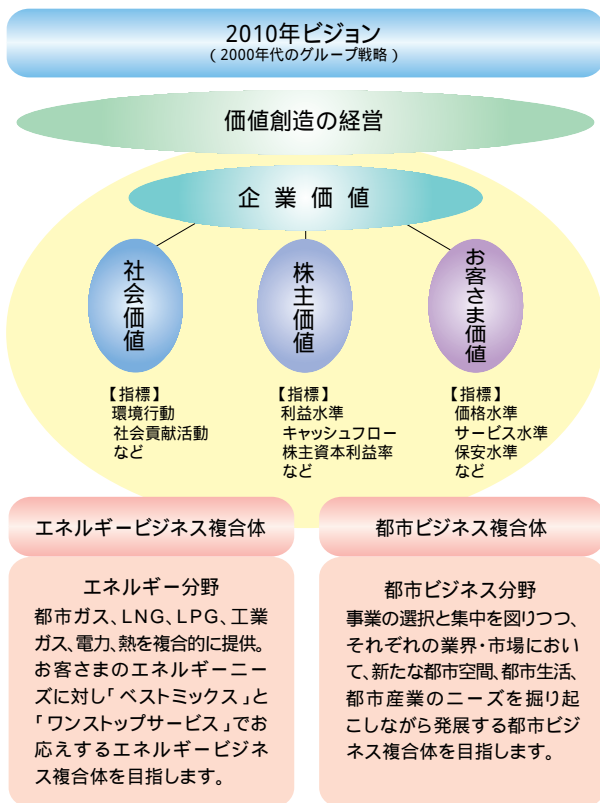 2010年ビジョン
（2000年代のグループ戦略）
価値創造の経営
企業価値
社会価値
株主価値
お客さま価値
【指標】
環境行動
社会貢献活動
など
【指標】
利益水準
キャッシュフロー
株主資本利益率
など
【指標】
価格水準
サービス水準
保安水準
など
エネルギービジネス複合体
エネルギー分野
都市ガス、LNG、LPG、工業
ガス、電力、熱を複合的に提供。
お客さまのエネルギーニー
ズに対し「ベストミックス」と
「ワンストップサービス」でお
応えするエネルギービジネ
ス複合体を目指します。
都市ビジネス複合体
都市ビジネス分野
事業の選択と集中を図りつつ、
それぞれの業界・市場におい
て、新たな都市空間、都市生活、
都市産業のニーズを掘り起
こしながら発展する都市ビジ
ネス複合体を目指します。